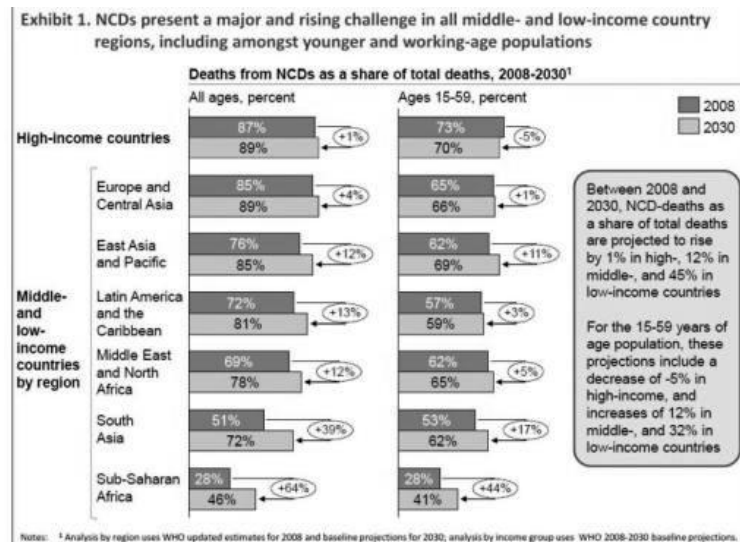 Exhibit 1. NCDs present a major and rising challenge in all middle- and low-income country
regions, including amongst younger and working-age populations
Deaths from NCDs as a share of total deaths, 2008-2030¹
All ages, percent
Ages 15-59, percent
2008
2030
High-income countries
87%
89%
+1%
73%
70%
-5%
Middle-
and
low-
income
countries
by region
Europe and
Central Asia
85%
89%
+4%
65%
66%
+1%
East Asia
and Pacific
76%
85%
+12%
62%
69%
+11%
Latin America
and the
Caribbean
72%
81%
+13%
57%
59%
+3%
Middle East
and North
Africa
69%
78%
+12%
62%
65%
+5%
South
Asia
51%
72%
+39%
53%
62%
+17%
Sub-Saharan
Africa
28%
46%
+64%
28%
41%
+44%
Between 2008 and
2030, NCD-deaths as
a share of total deaths
are projected to rise
by 1% in high-, 12% in
middle-, and 45% in
low-income countries
For the 15-59 years of
age population, these
projections include a
decrease of -5% in
high-income, and
increases of 12% in
middle-, and 32% in
low-income countries
Notes: ¹ Analysis by region uses WHO updated estimates for 2008 and baseline projections for 2030; analysis by income group uses WHO 2008-2030 baseline projections.